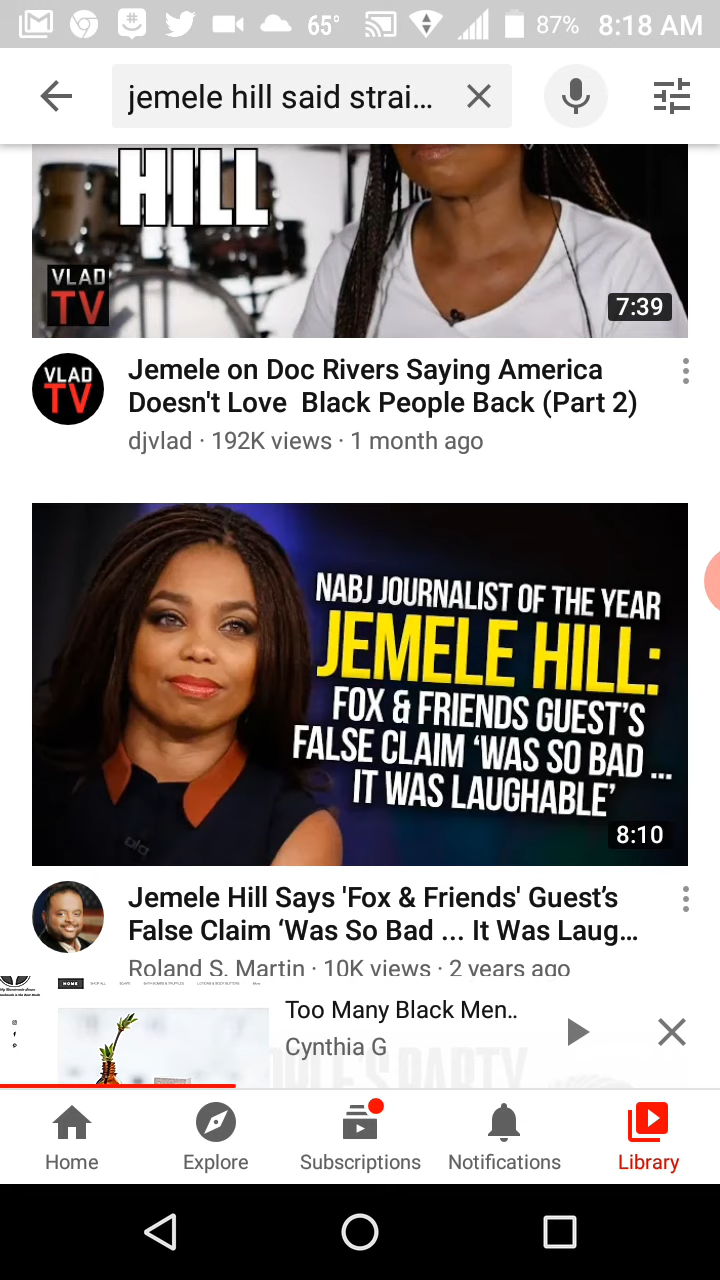 65°
87%
8:18 AM
jemele hill said strai...
HILL
VLAD
TV
7:39
VLAD
TV
Jemele on Doc Rivers Saying America
Doesn't Love Black People Back (Part 2)
djvlad · 192K views · 1 month ago
NABJ JOURNALIST OF THE YEAR
JEMELE HILL:
FOX & FRIENDS GUEST'S
FALSE CLAIM ‘WAS SO BAD ...
IT WAS LAUGHABLE’
8:10
Jemele Hill Says 'Fox & Friends' Guest’s
False Claim ‘Was So Bad ... It Was Laug...
Roland S. Martin · 10K views · 2 years ago
HOME
Too Many Black Men..
Cynthia G
Home
Explore
Subscriptions
Notifications
Library